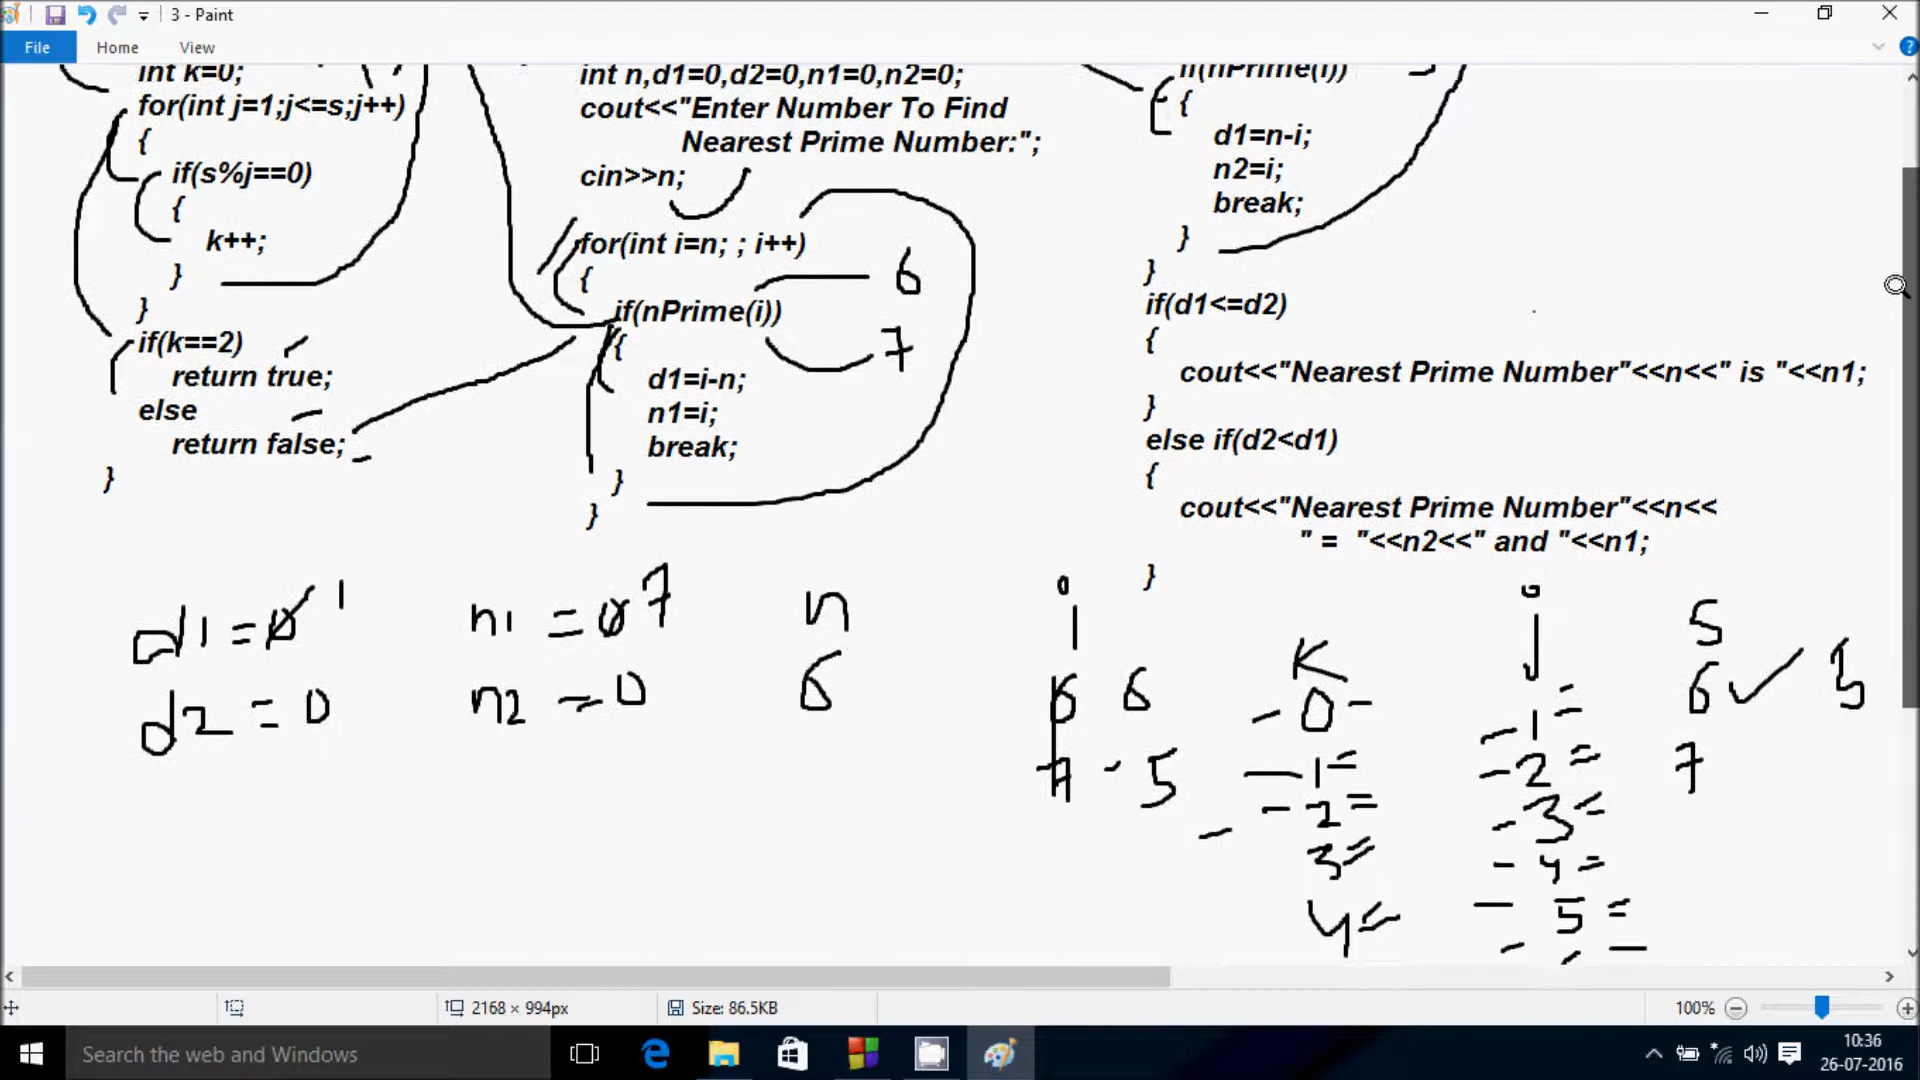 3 - Paint
File Home View
int k=0;
for(int j=1;j<=s;j++)
{
if(s%j==0)
{
k++;
}
}
if(k==2)
return true;
else
return false;
}
int n,d1=0,d2=0,n1=0,n2=0;
cout<<"Enter Number To Find
Nearest Prime Number:";
cin>>n;
for(int i=n; ; i++)
{
if(nPrime(i))
{
d1=i-n;
n1=i;
break;
}
}
6
7
if(nPrime(i))
{
d1=n-i;
n2=i;
break;
}
}
if(d1<=d2)
{
cout<<"Nearest Prime Number"<<n<<" is "<<n1;
}
else if(d2<d1)
{
cout<<"Nearest Prime Number"<<n<<
" = "<<n2<<" and "<<n1;
}
d1 = 0 1
d2 = 0
n1 = 0 7
n2 = 0
n
6
i
6 6
7 5
K
0
1
2
3
4
j
1
2
3
4
5
S
6
7
5
2168 × 994px
Size: 86.5KB
100%
Search the web and Windows
10:36
26-07-2016